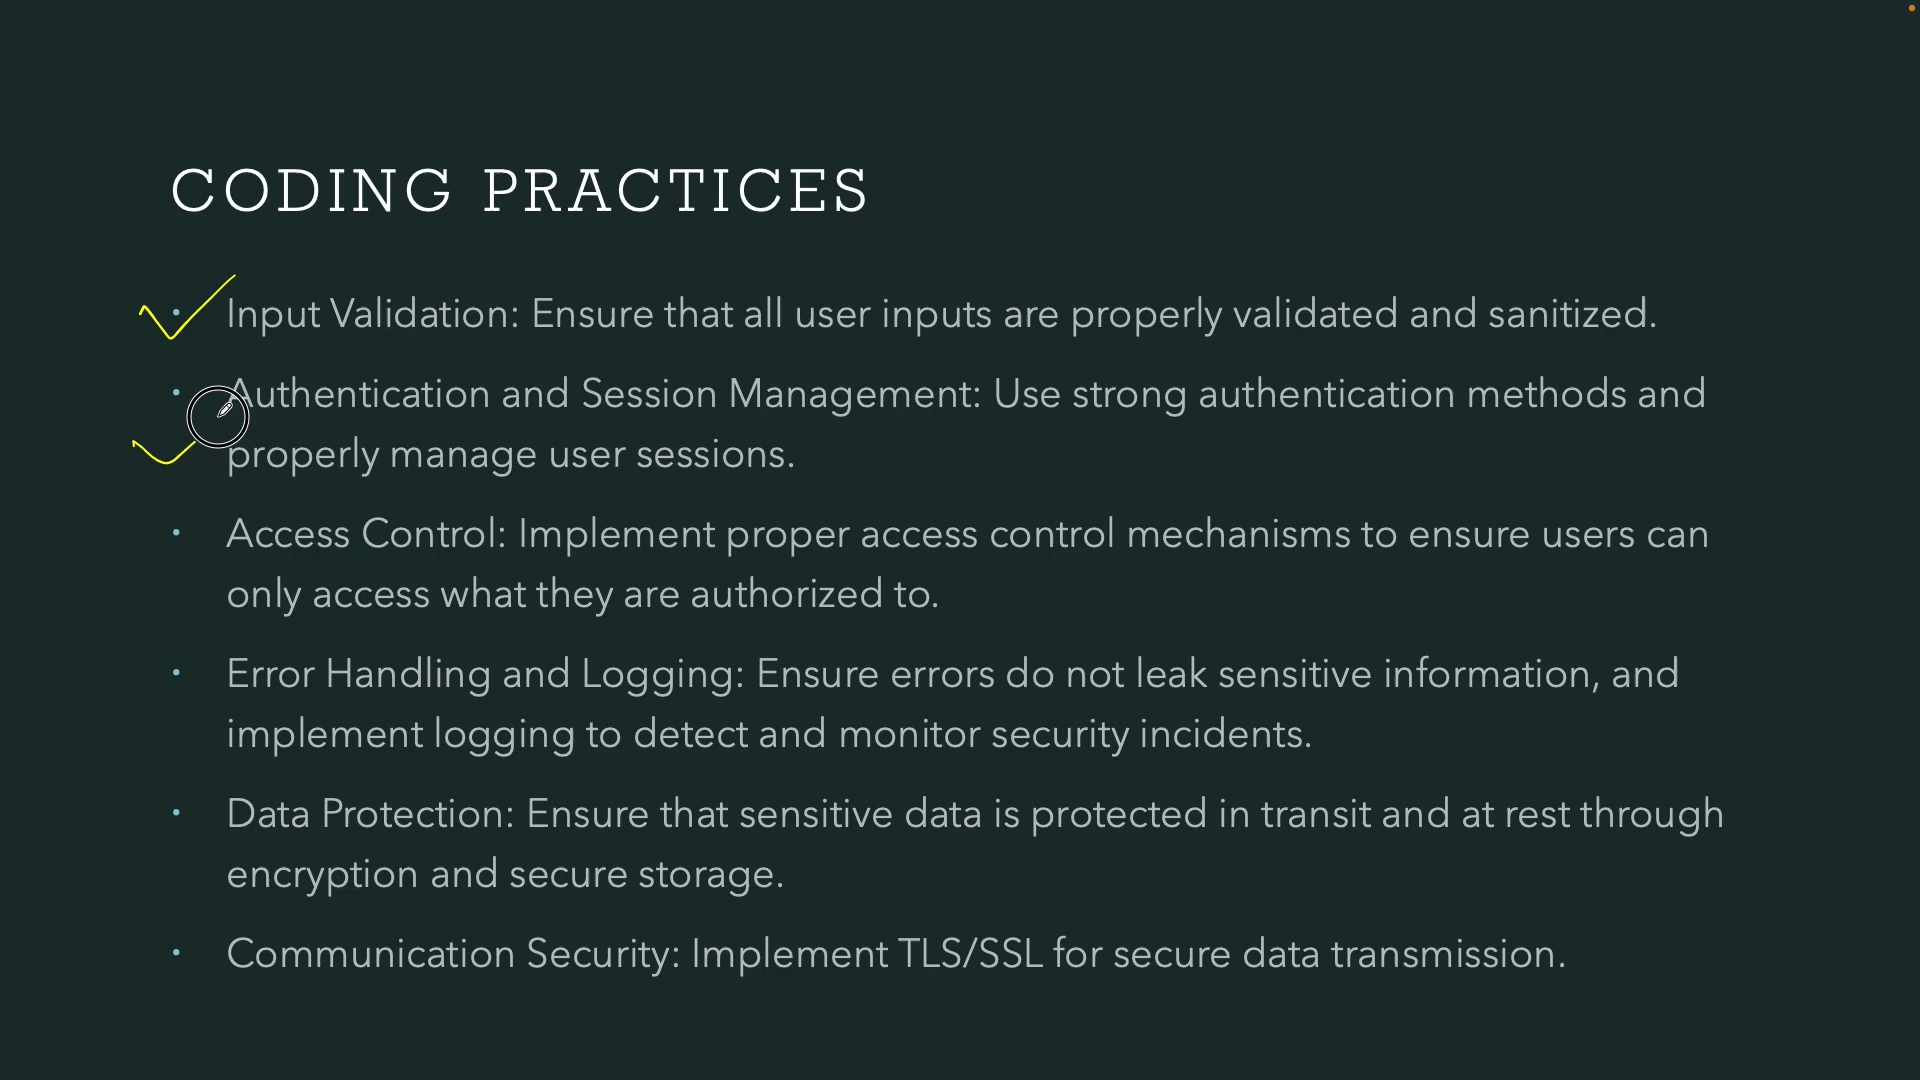 CODING PRACTICES
• Input Validation: Ensure that all user inputs are properly validated and sanitized.
• Authentication and Session Management: Use strong authentication methods and
properly manage user sessions.
• Access Control: Implement proper access control mechanisms to ensure users can
only access what they are authorized to.
• Error Handling and Logging: Ensure errors do not leak sensitive information, and
implement logging to detect and monitor security incidents.
• Data Protection: Ensure that sensitive data is protected in transit and at rest through
encryption and secure storage.
• Communication Security: Implement TLS/SSL for secure data transmission.